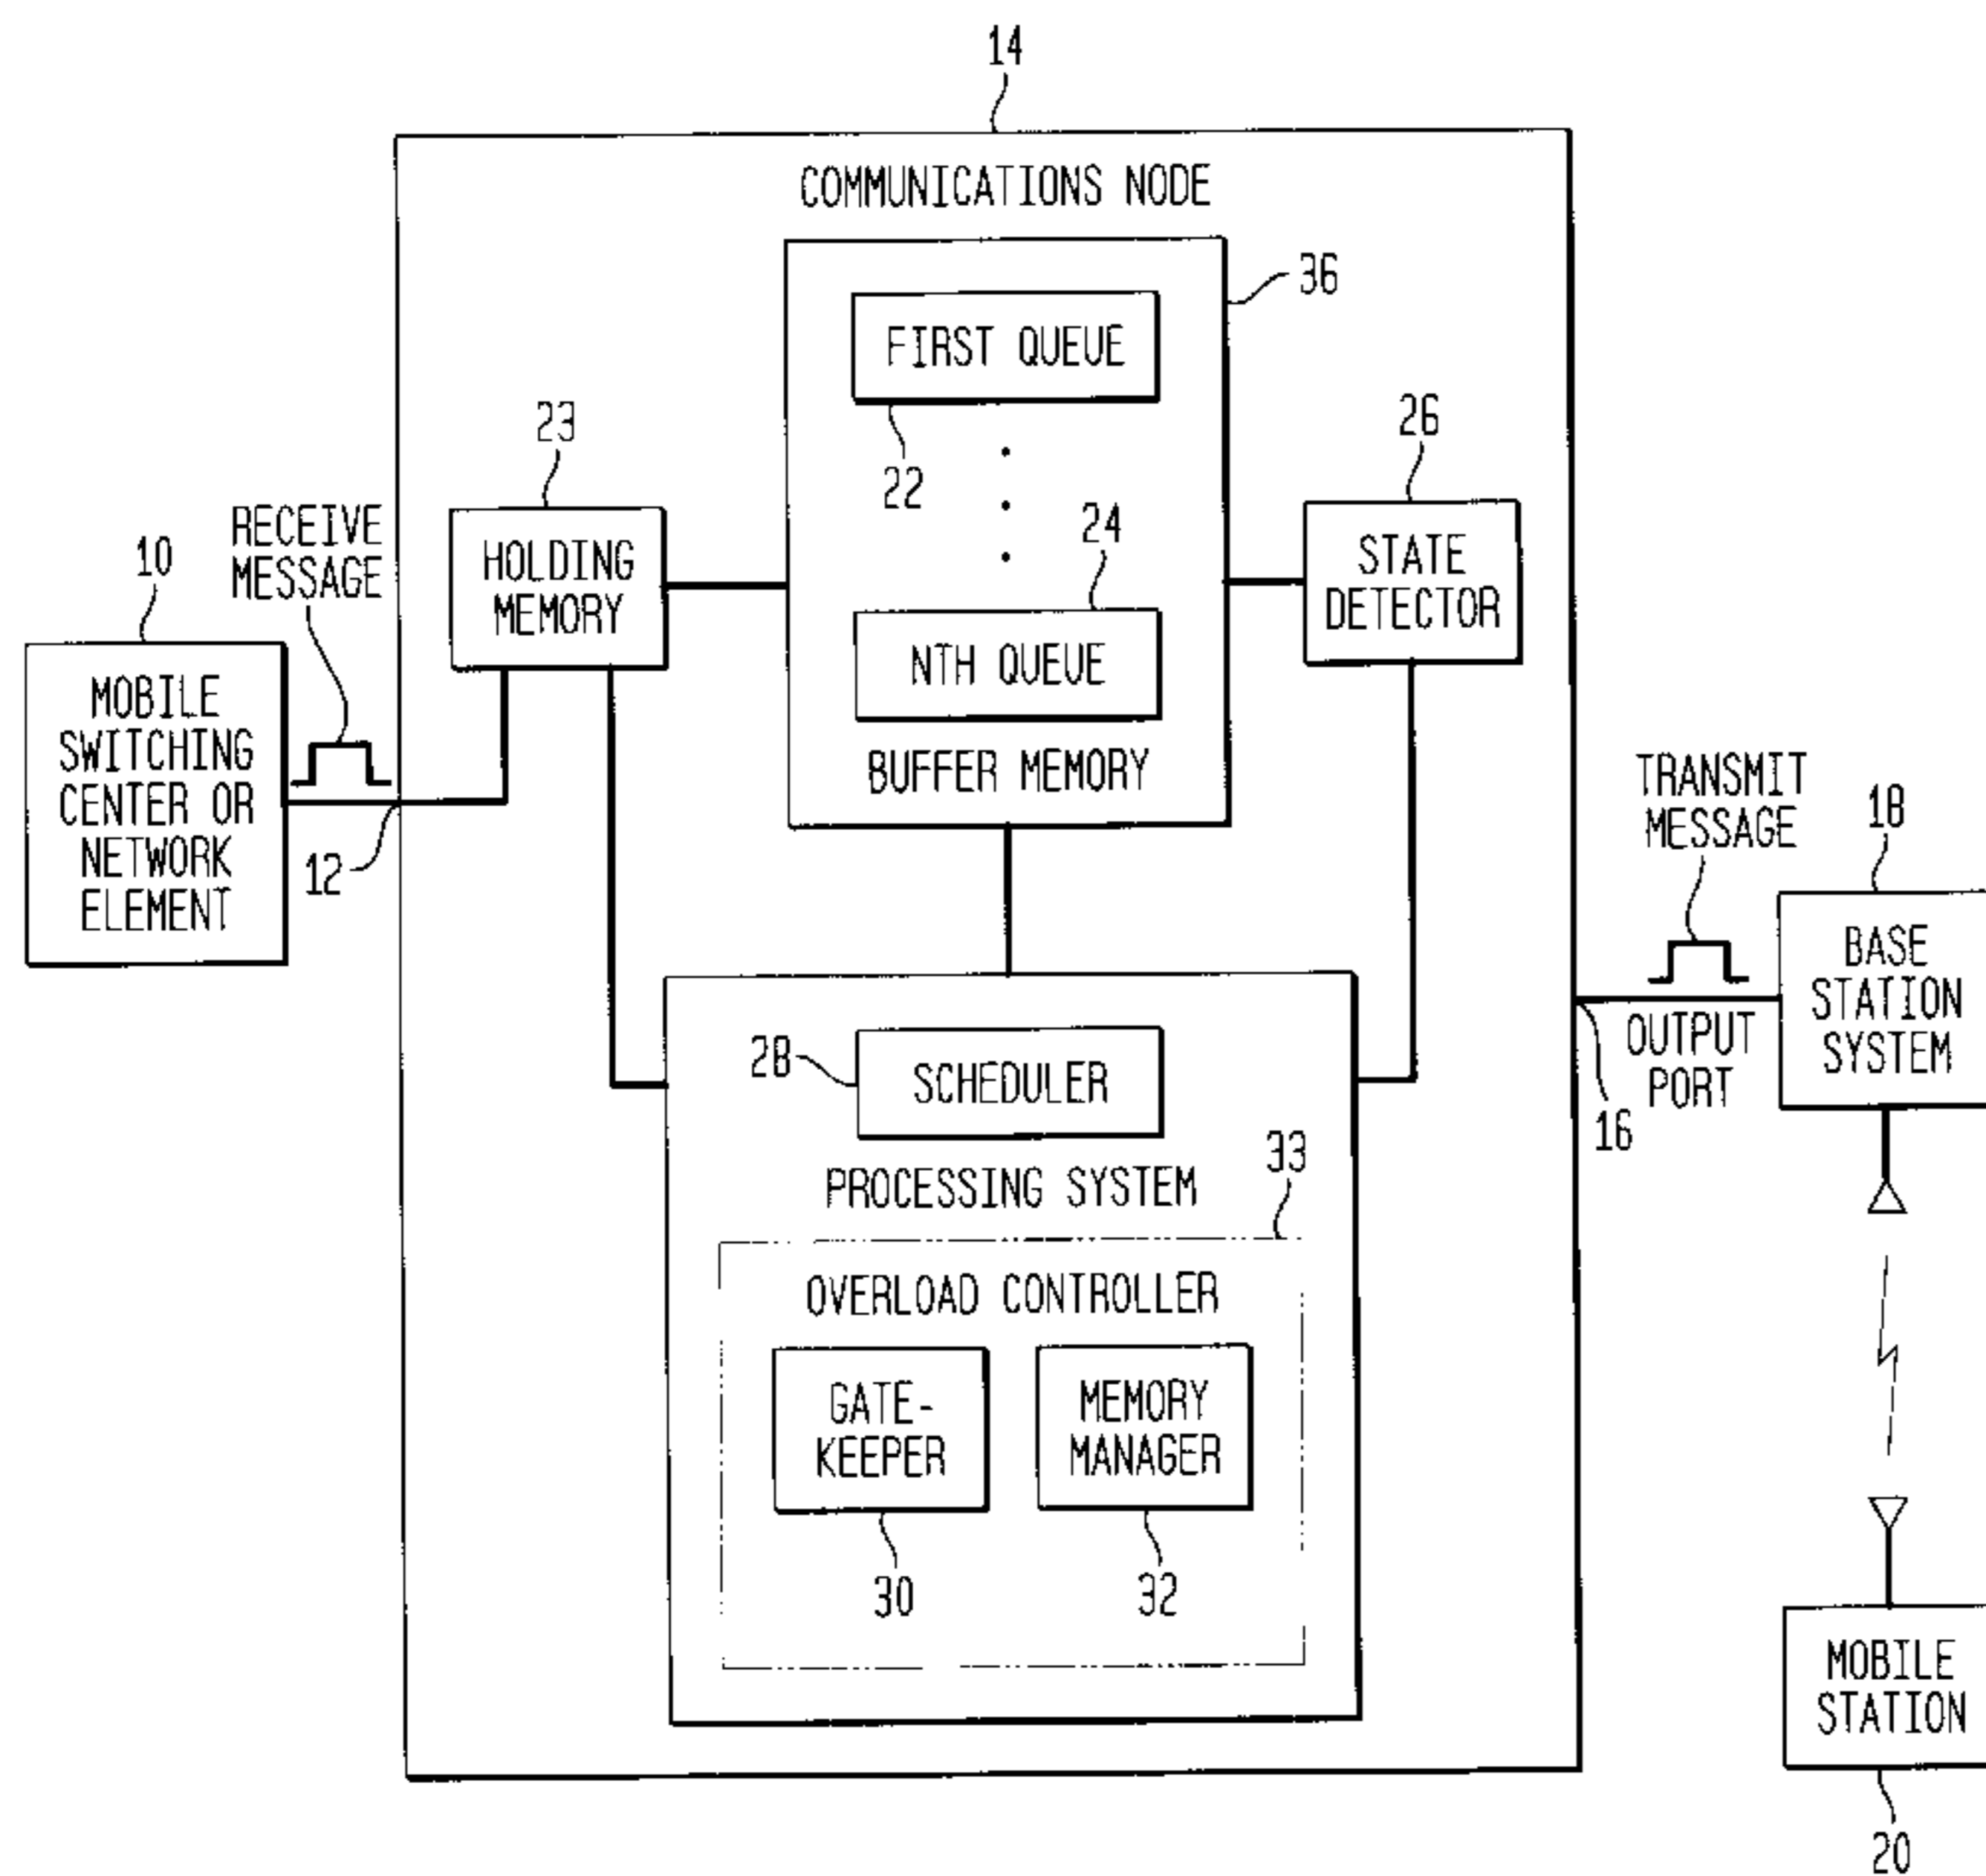 14
COMMUNICATIONS NODE
36
FIRST QUEUE
22
23
HOLDING
MEMORY
24
NTH QUEUE
BUFFER MEMORY
26
STATE
DETECTOR
RECEIVE
MESSAGE
10
MOBILE
SWITCHING
CENTER OR
NETWORK
ELEMENT
12
TRANSMIT
MESSAGE
18
BASE
STATION
SYSTEM
OUTPUT
PORT
16
28
SCHEDULER
PROCESSING SYSTEM
33
OVERLOAD CONTROLLER
GATE-
KEEPER
30
MEMORY
MANAGER
32
MOBILE
STATION
20